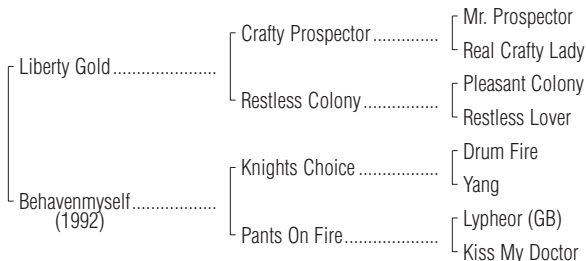 Mr. Prospector
Crafty Prospector
Real Crafty Lady
Liberty Gold
Pleasant Colony
Restless Colony
Restless Lover
Drum Fire
Knights Choice
Yang
Behavenmyself
(1992)
Lypheor (GB)
Pants On Fire
Kiss My Doctor